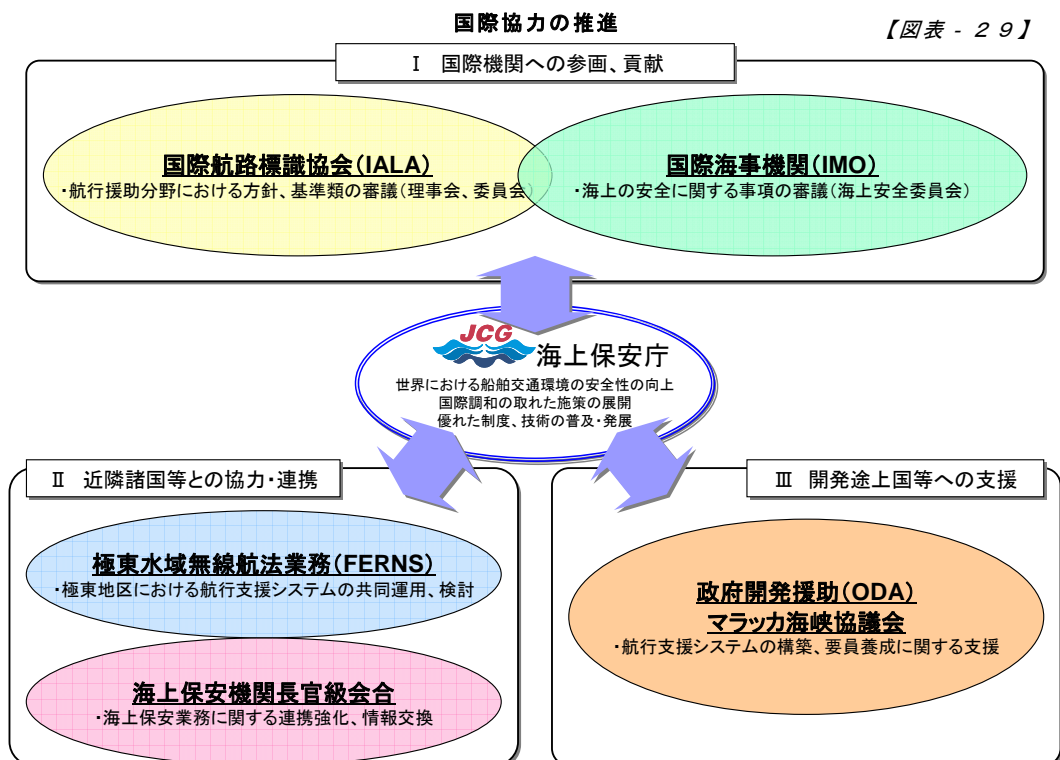 国際協力の推進
【図表 - 29】
Ⅰ 国際機関への参画、貢献
国際航路標識協会(IALA)
・航行援助分野における方針、基準類の審議(理事会、委員会)
国際海事機関(IMO)
・海上の安全に関する事項の審議(海上安全委員会)
JCG
海上保安庁
世界における船舶交通環境の安全性の向上
国際調和の取れた施策の展開
優れた制度、技術の普及・発展
Ⅱ 近隣諸国等との協力・連携
極東水域無線航法業務(FERNS)
・極東地区における航行支援システムの共同運用、検討
海上保安機関長官級会合
・海上保安業務に関する連携強化、情報交換
Ⅲ 開発途上国等への支援
政府開発援助(ODA)
マラッカ海峡協議会
・航行支援システムの構築、要員養成に関する支援